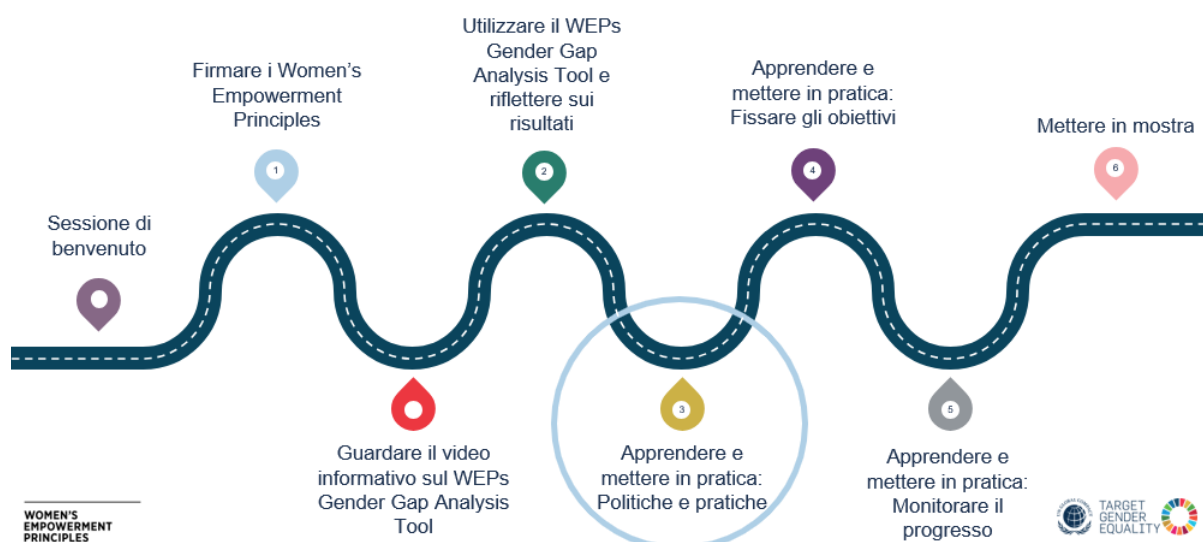 Sessione di
benvenuto
1
Firmare i Women's
Empowerment
Principles
Guardare il video
informativo sul WEPs
Gender Gap Analysis
Tool
2
Utilizzare il WEPs
Gender Gap
Analysis Tool e
riflettere sui
risultati
3
Apprendere e
mettere in pratica:
Politiche e pratiche
4
Apprendere e
mettere in pratica:
Fissare gli obiettivi
5
Apprendere e
mettere in pratica:
Monitorare il
progresso
6
Mettere in mostra
WOMEN'S
EMPOWERMENT
PRINCIPLES
UN GLOBAL COMPACT
TARGET
GENDER
EQUALITY